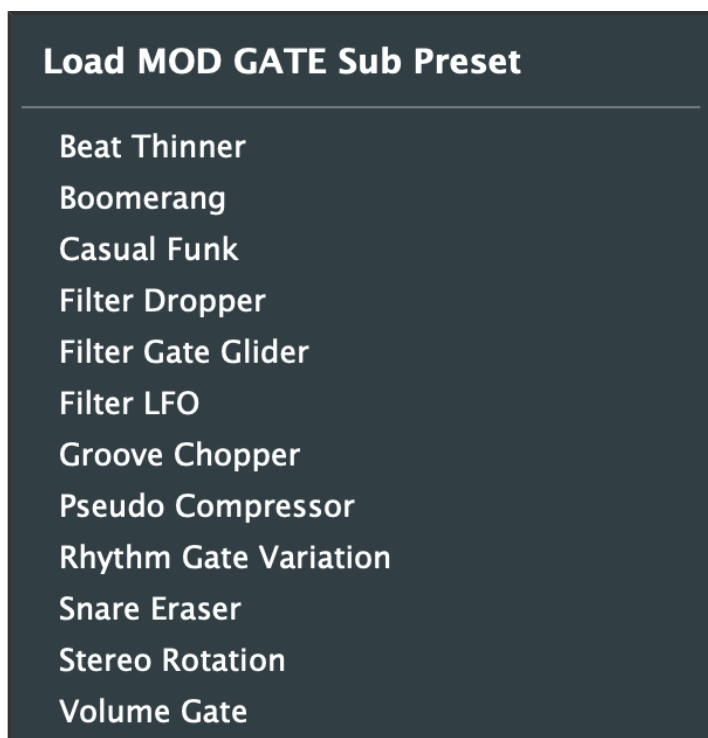 Load MOD GATE Sub Preset
Beat Thinner
Boomerang
Casual Funk
Filter Dropper
Filter Gate Glider
Filter LFO
Groove Chopper
Pseudo Compressor
Rhythm Gate Variation
Snare Eraser
Stereo Rotation
Volume Gate